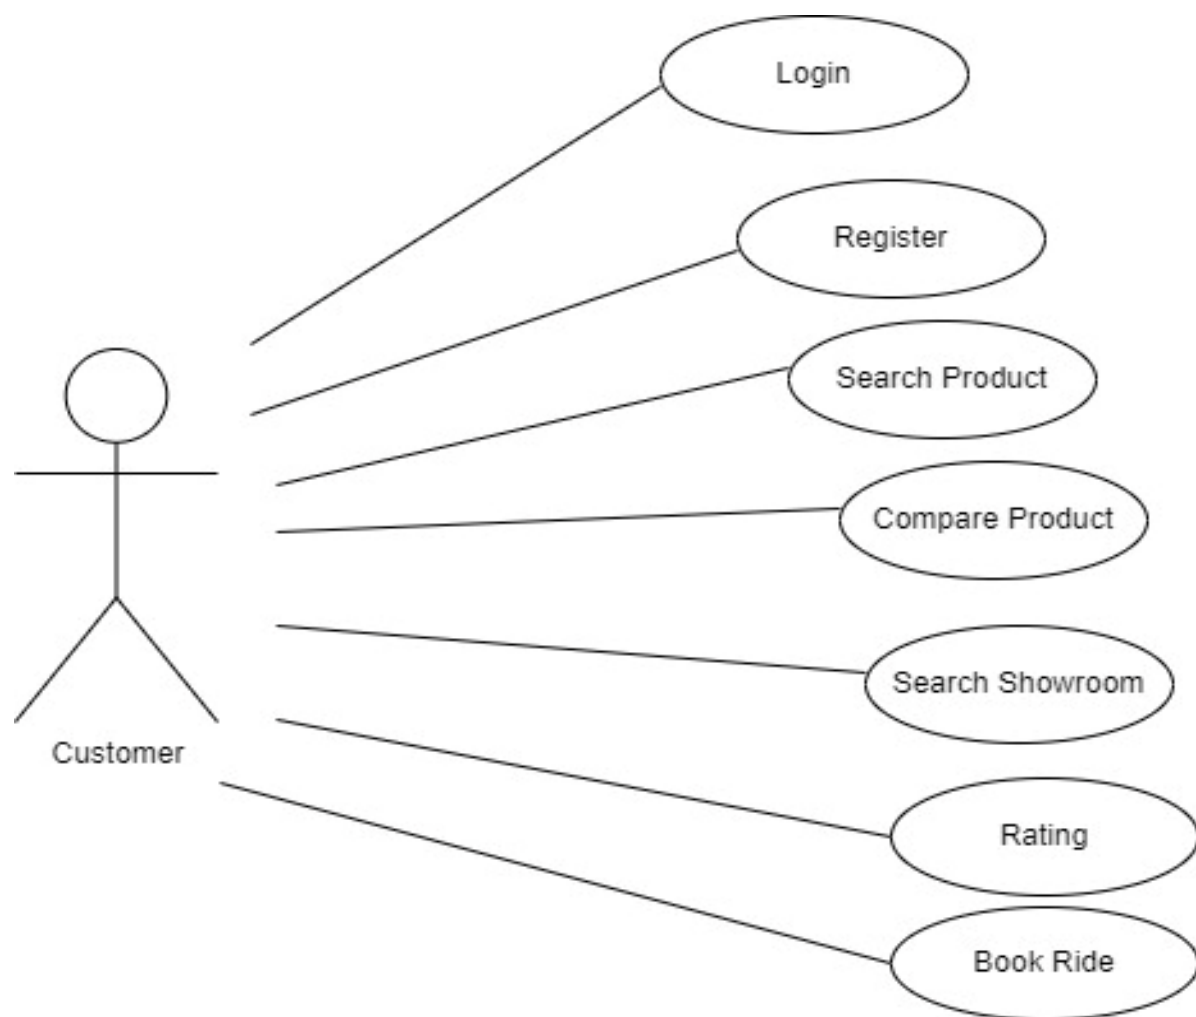 Login
Register
Search Product
Compare Product
Search Showroom
Customer
Rating
Book Ride